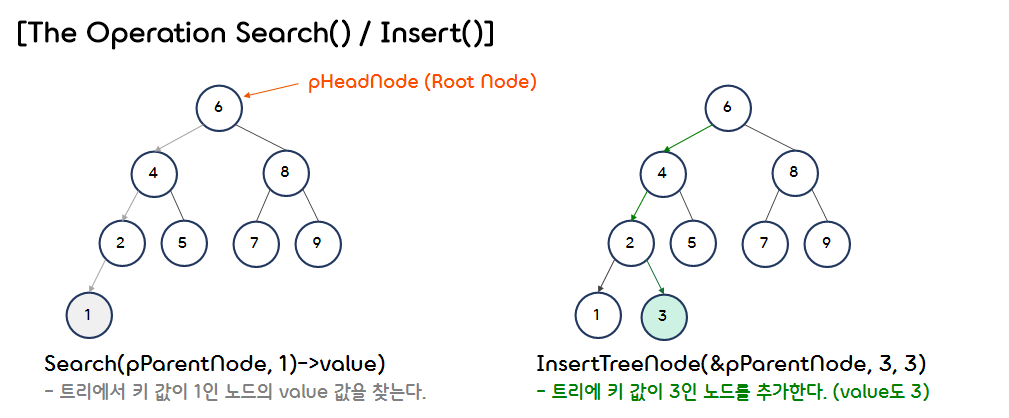 [The Operation Search() / Insert()]
pHeadNode (Root Node)
6
4
8
2
5
7
9
1
Search(pParentNode, 1)->value)
- 트리에서 키 값이 1인 노드의 value 값을 찾는다.
6
4
8
2
5
7
9
1
3
InsertTreeNode(&pParentNode, 3, 3)
- 트리에 키 값이 3인 노드를 추가한다. (value도 3)